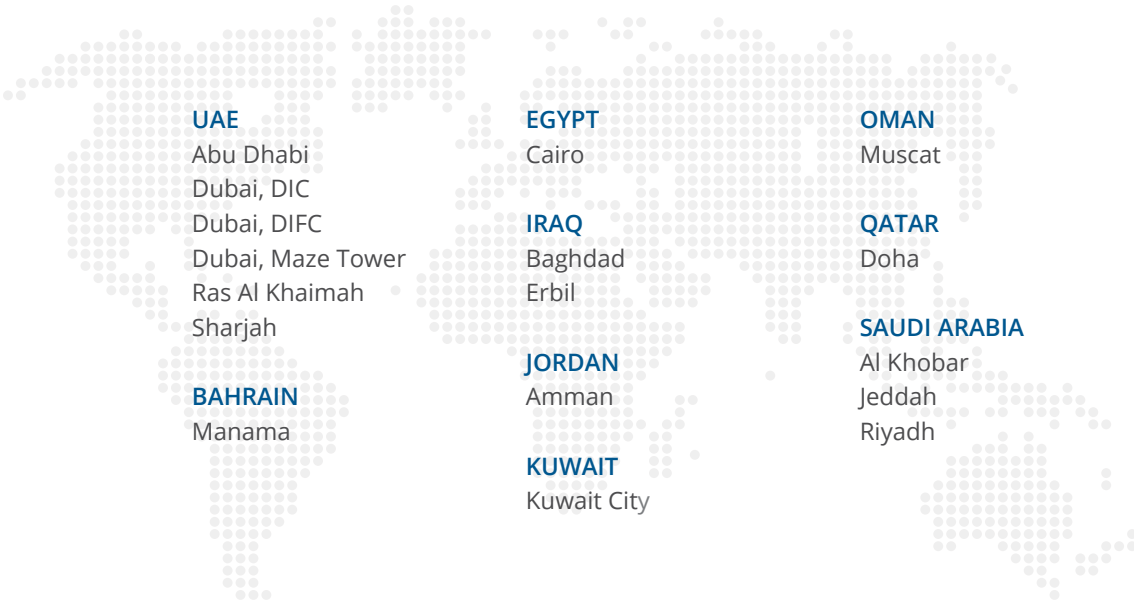 UAE
Abu Dhabi
Dubai, DIC
Dubai, DIFC
Dubai, Maze Tower
Ras Al Khaimah
Sharjah
BAHRAIN
Manama
EGYPT
Cairo
IRAQ
Baghdad
Erbil
JORDAN
Amman
KUWAIT
Kuwait City
OMAN
Muscat
QATAR
Doha
SAUDI ARABIA
Al Khobar
Jeddah
Riyadh